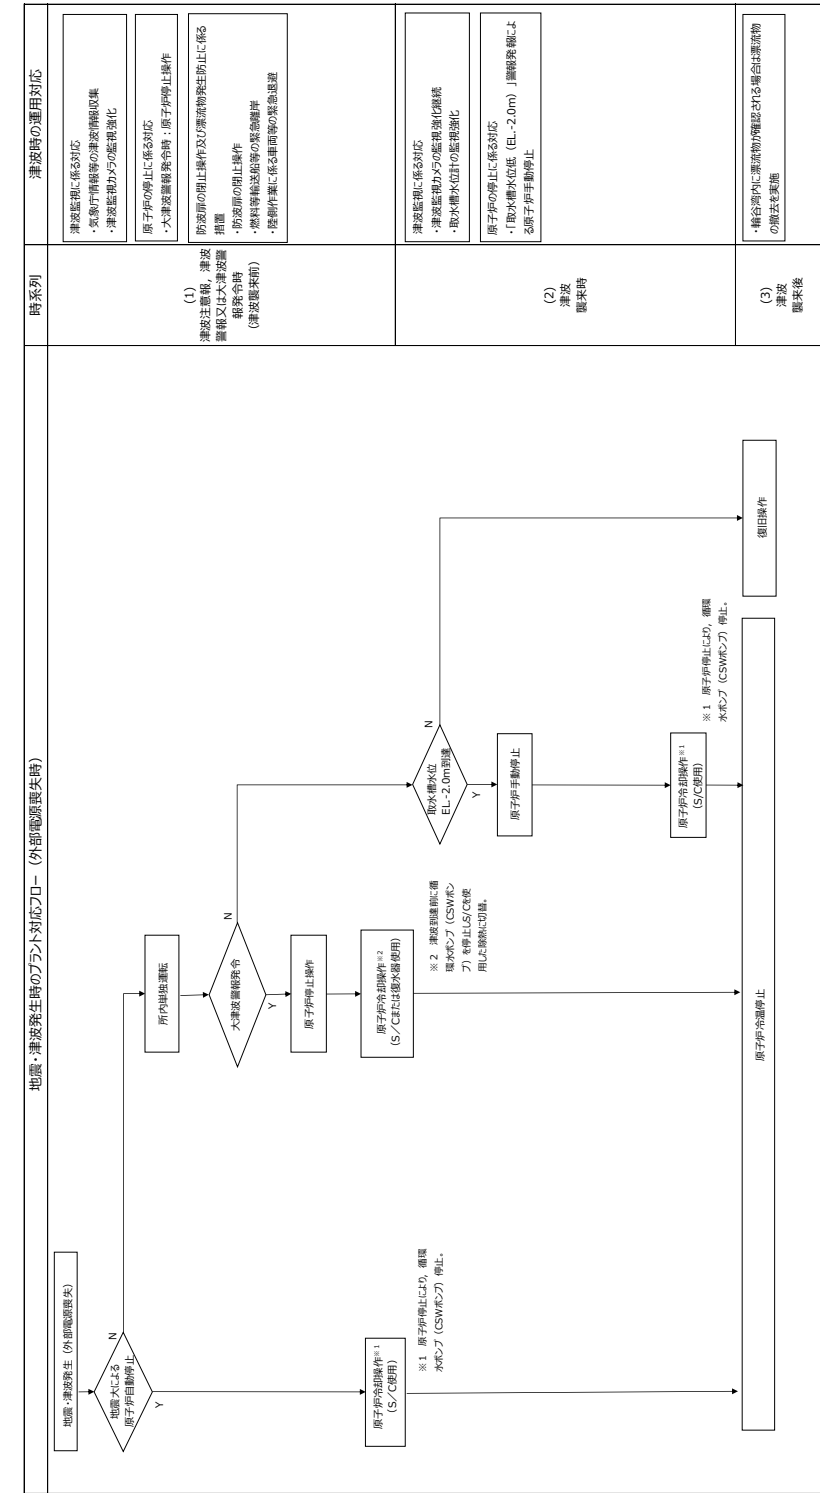 地震・津波発生時のプラント対応フロー（外部電源喪失時）
時系列
津波時の運用対応
地震・津波発生（外部電源喪失）
地震大による
原子炉自動停止
N
Y
所内単独運転
大津波警報発令
N
Y
原子炉停止操作
原子炉冷却操作※1
（S／C使用）
※１　原子炉停止により，循環
水ポンプ（CSWポンプ）停止。
原子炉冷却操作※2
（S／Cまたは復水器使用）
※２　津波到達前に循
環水ポンプ（CSWポン
プ）を停止しS/Cを使
用した除熱に切替。
取水槽水位
EL-2.0m到達
N
Y
原子炉手動停止
原子炉冷却操作※1
（S/C使用）
※１　原子炉停止により，循環
水ポンプ（CSWポンプ）停止。
原子炉冷温停止
復旧操作
(1)
津波注意報，津波
警報又は大津波警
報発令時
（津波襲来前）
津波監視に係る対応
・気象庁情報等の津波情報収集
・津波監視カメラの監視強化
原子炉の停止に係る対応
・大津波警報発令時：原子炉停止操作
防波扉の閉止操作及び漂流物発生防止に係る
措置
・防波扉の閉止操作
・燃料等輸送船等の緊急離岸
・陸側作業に係る車両等の緊急退避
(2)
津波
襲来時
津波監視に係る対応
・津波監視カメラの監視強化継続
・取水槽水位計の監視強化
原子炉の停止に係る対応
・「取水槽水位低（EL.-2.0m）」警報発報によ
る原子炉手動停止
(3)
津波
襲来後
・輪谷湾内に漂流物が確認される場合は漂流物
の撤去を実施